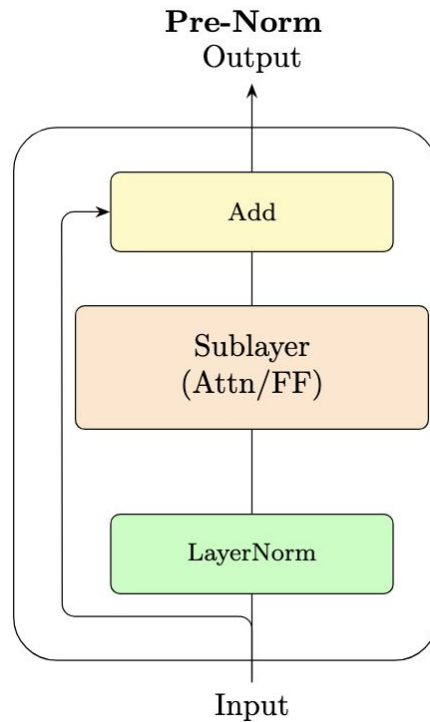 Pre-Norm
Output
Add
Sublayer
(Attn/FF)
LayerNorm
Input